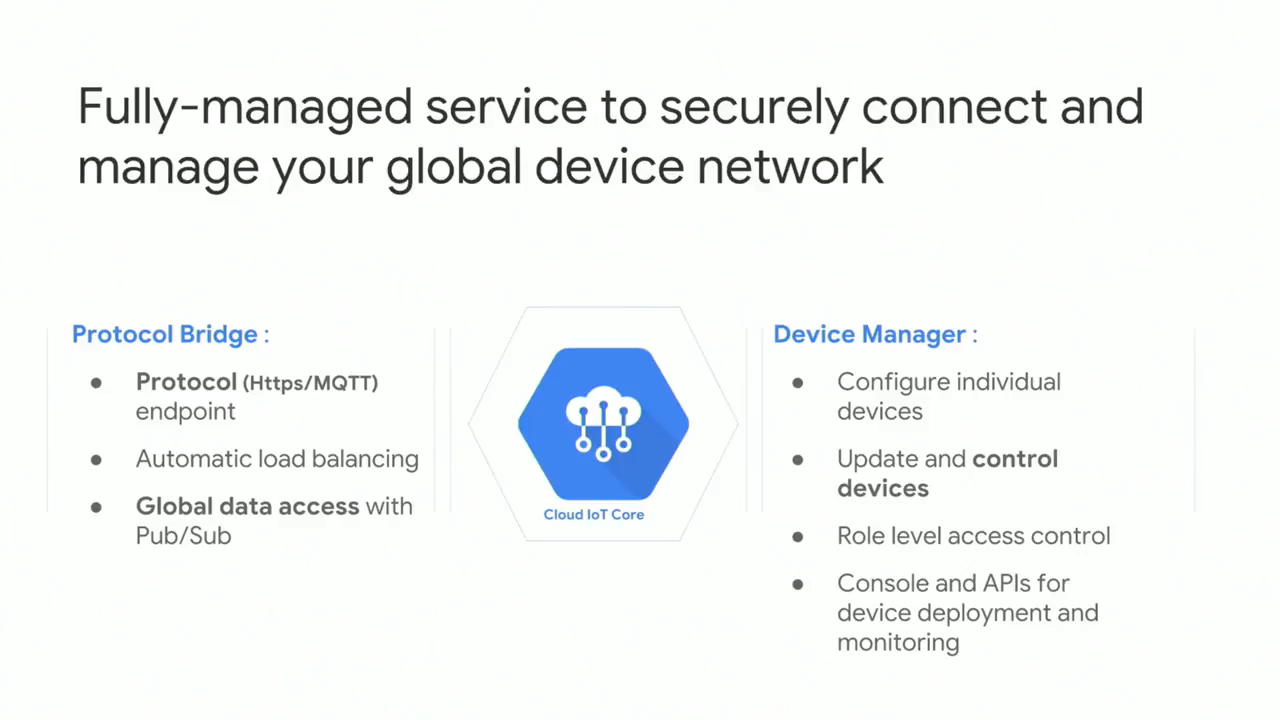 Fully-managed service to securely connect and
manage your global device network
Protocol Bridge :
● Protocol (Https/MQTT)
endpoint
● Automatic load balancing
● Global data access with
Pub/Sub
Cloud IoT Core
Device Manager :
● Configure individual
devices
● Update and control
devices
● Role level access control
● Console and APIs for
device deployment and
monitoring